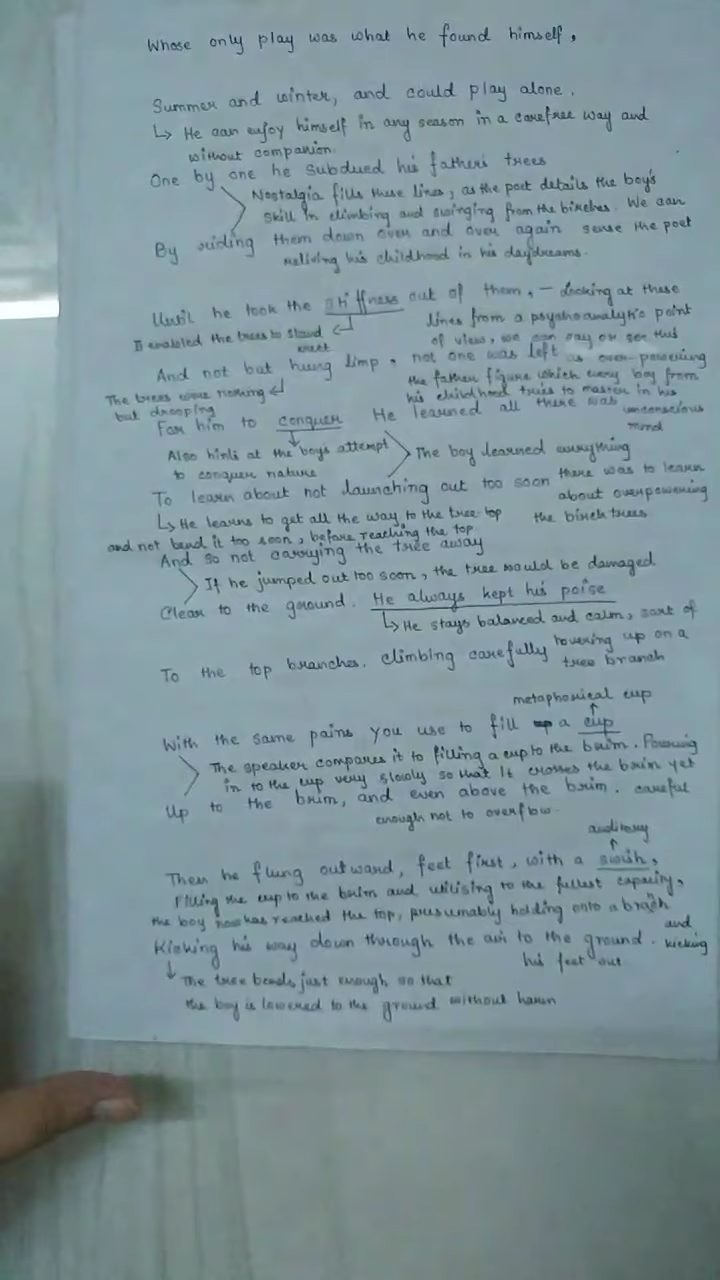 Whose only play was what he found himself,
Summer and winter, and could play alone.
↳ He can enjoy himself in any season in a carefree way and
without companion.
One by one he subdued his father's trees
Nostalgia fills these lines, as the poet details the boy's
skill in climbing and swinging from the birches. We can
By riding them down over and over again sense the poet
reliving his childhood in his daydreams.
Until he took the stiffness out of them, - Looking at these
It enabled the trees to stand erect
lines from a psychoanalytic point
of view, we can say or see this
And not but hung limp, not one was left as over-powering
The trees were nothing but drooping
the father figure which every boy from
his childhood tries to master in his
unconscious mind
For him to conquer He learned all there was
Also hints at the boy's attempt
to conquer nature
The boy learned everything
there was to learn
about overpowering
the birch trees
To learn about not launching out too soon
↳ He learns to get all the way to the tree-top
and not bend it too soon, before reaching the top
And so not carrying the tree away
If he jumped out too soon, the tree would be damaged
Clear to the ground. He always kept his poise
↳ He stays balanced and calm, sort of
hovering up on a
tree branch
To the top branches, climbing carefully
metaphorical cup
With the same pains you use to fill a cup
The speaker compares it to filling a cup to the brim. Pouring
in to the cup very slowly so that it crosses the brim yet
Up to the brim, and even above the brim. careful
enough not to overflow.
auditory
Then he flung outward, feet first, with a swish,
Filling the cup to the brim and utilising to the fullest capacity,
the boy now has reached the top, presumably holding onto a branch
and kicking
his feet out
Kicking his way down through the air to the ground.
The tree bends just enough so that
the boy is lowered to the ground without harm